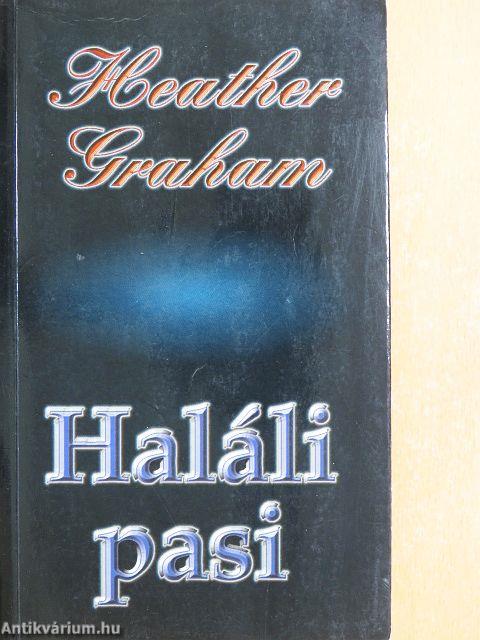 Heather
Graham
Haláli
pasi
Antikvárium.hu